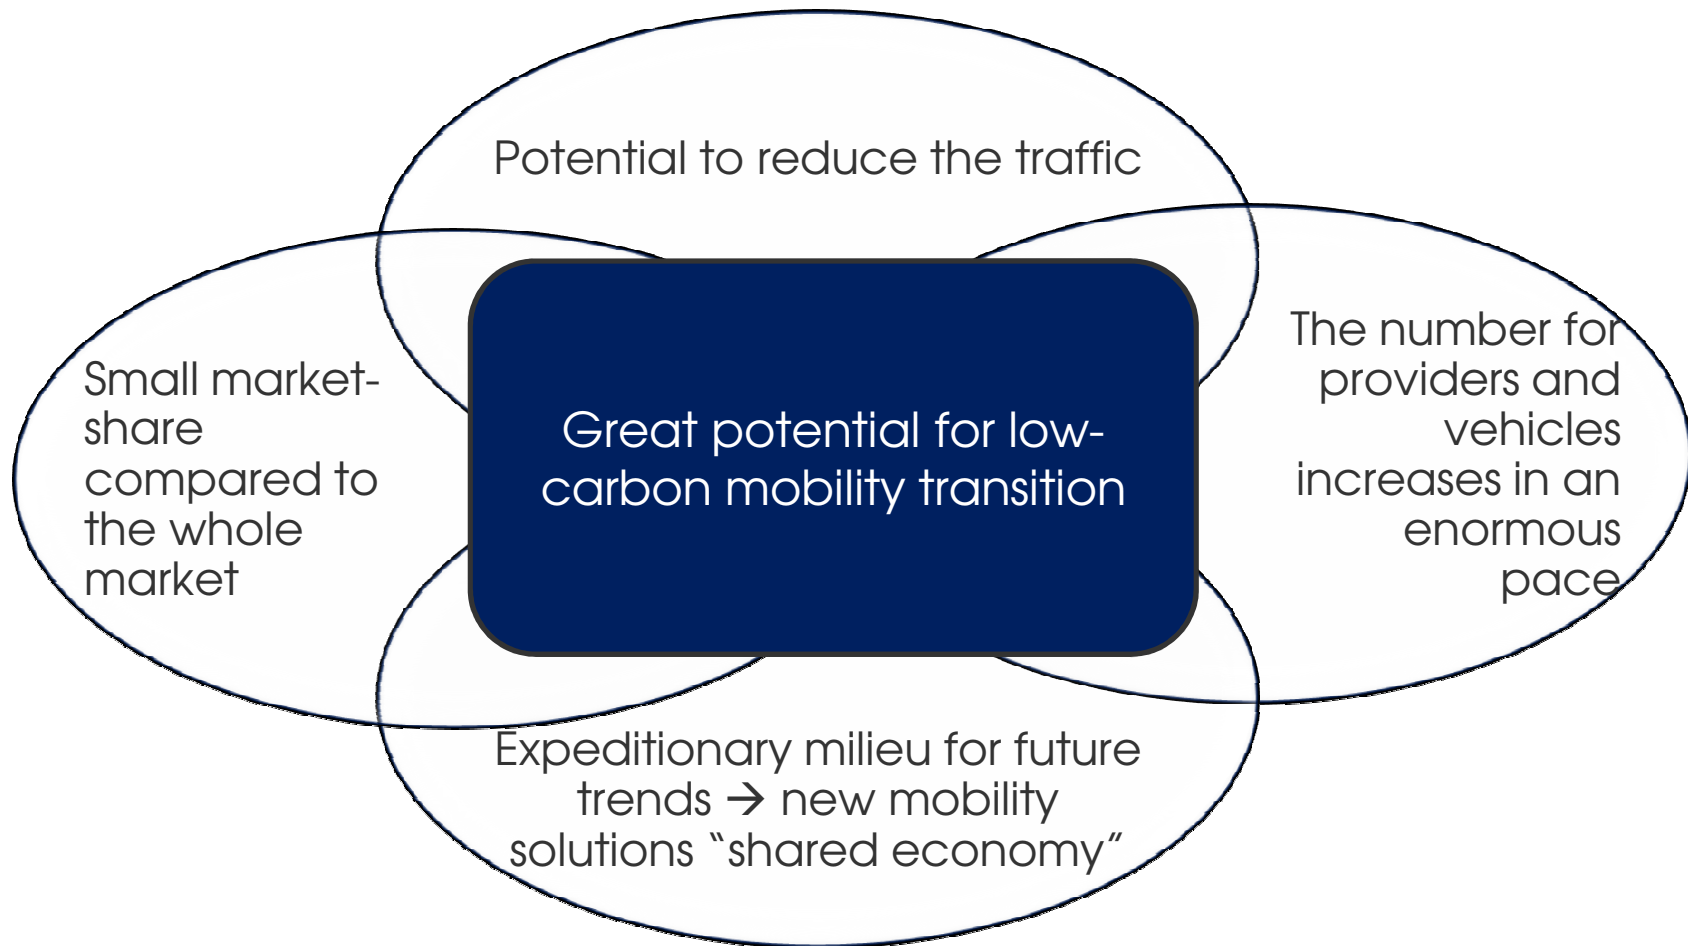 Potential to reduce the traffic
Small market-
share
compared to
the whole
market
Great potential for low-
carbon mobility transition
The number for
providers and
vehicles
increases in an
enormous
pace
Expeditionary milieu for future
trends → new mobility
solutions “shared economy”